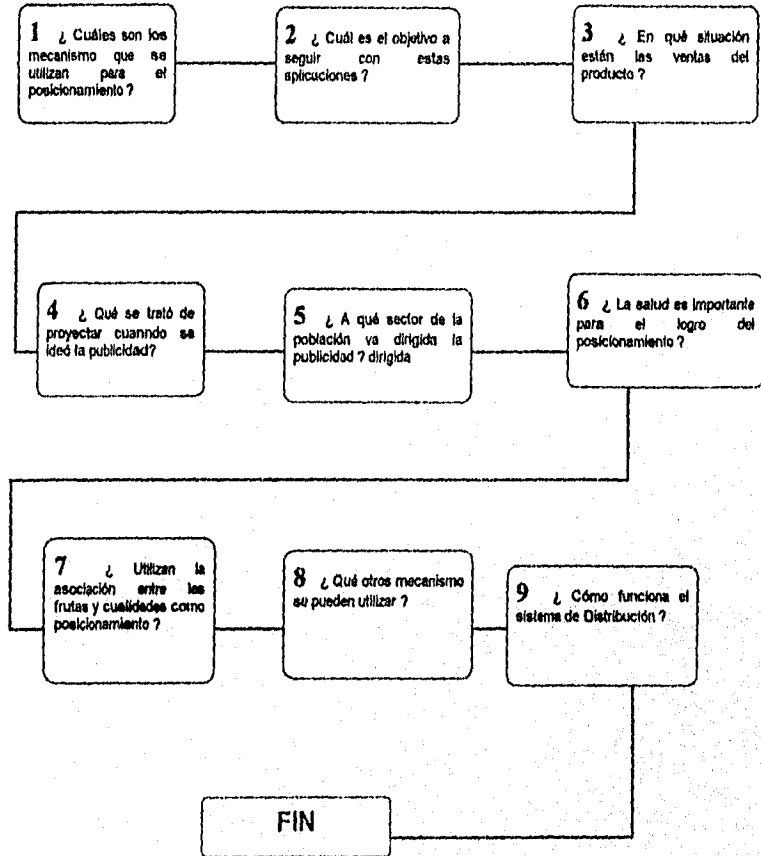 1 ¿ Cuáles son los
mecanismo que se
utilizan para el
posicionamiento ?
2 ¿ Cuál es el objetivo a
seguir con estas
aplicaciones ?
3 ¿ En qué situación
están las ventas del
producto ?
4 ¿ Qué se trató de
proyectar cuanndo se
ideó la publicidad?
5 ¿ A qué sector de la
población va dirigida la
publicidad ? dirigida
6 ¿ La salud es importante
para el logro del
posicionamiento ?
7 ¿ Utilizan la
asociación entre las
frutas y cualidades como
posicionamiento ?
8 ¿ Qué otros mecanismo
se pueden utilizar ?
9 ¿ Cómo funciona el
sistema de Distribución ?
FIN